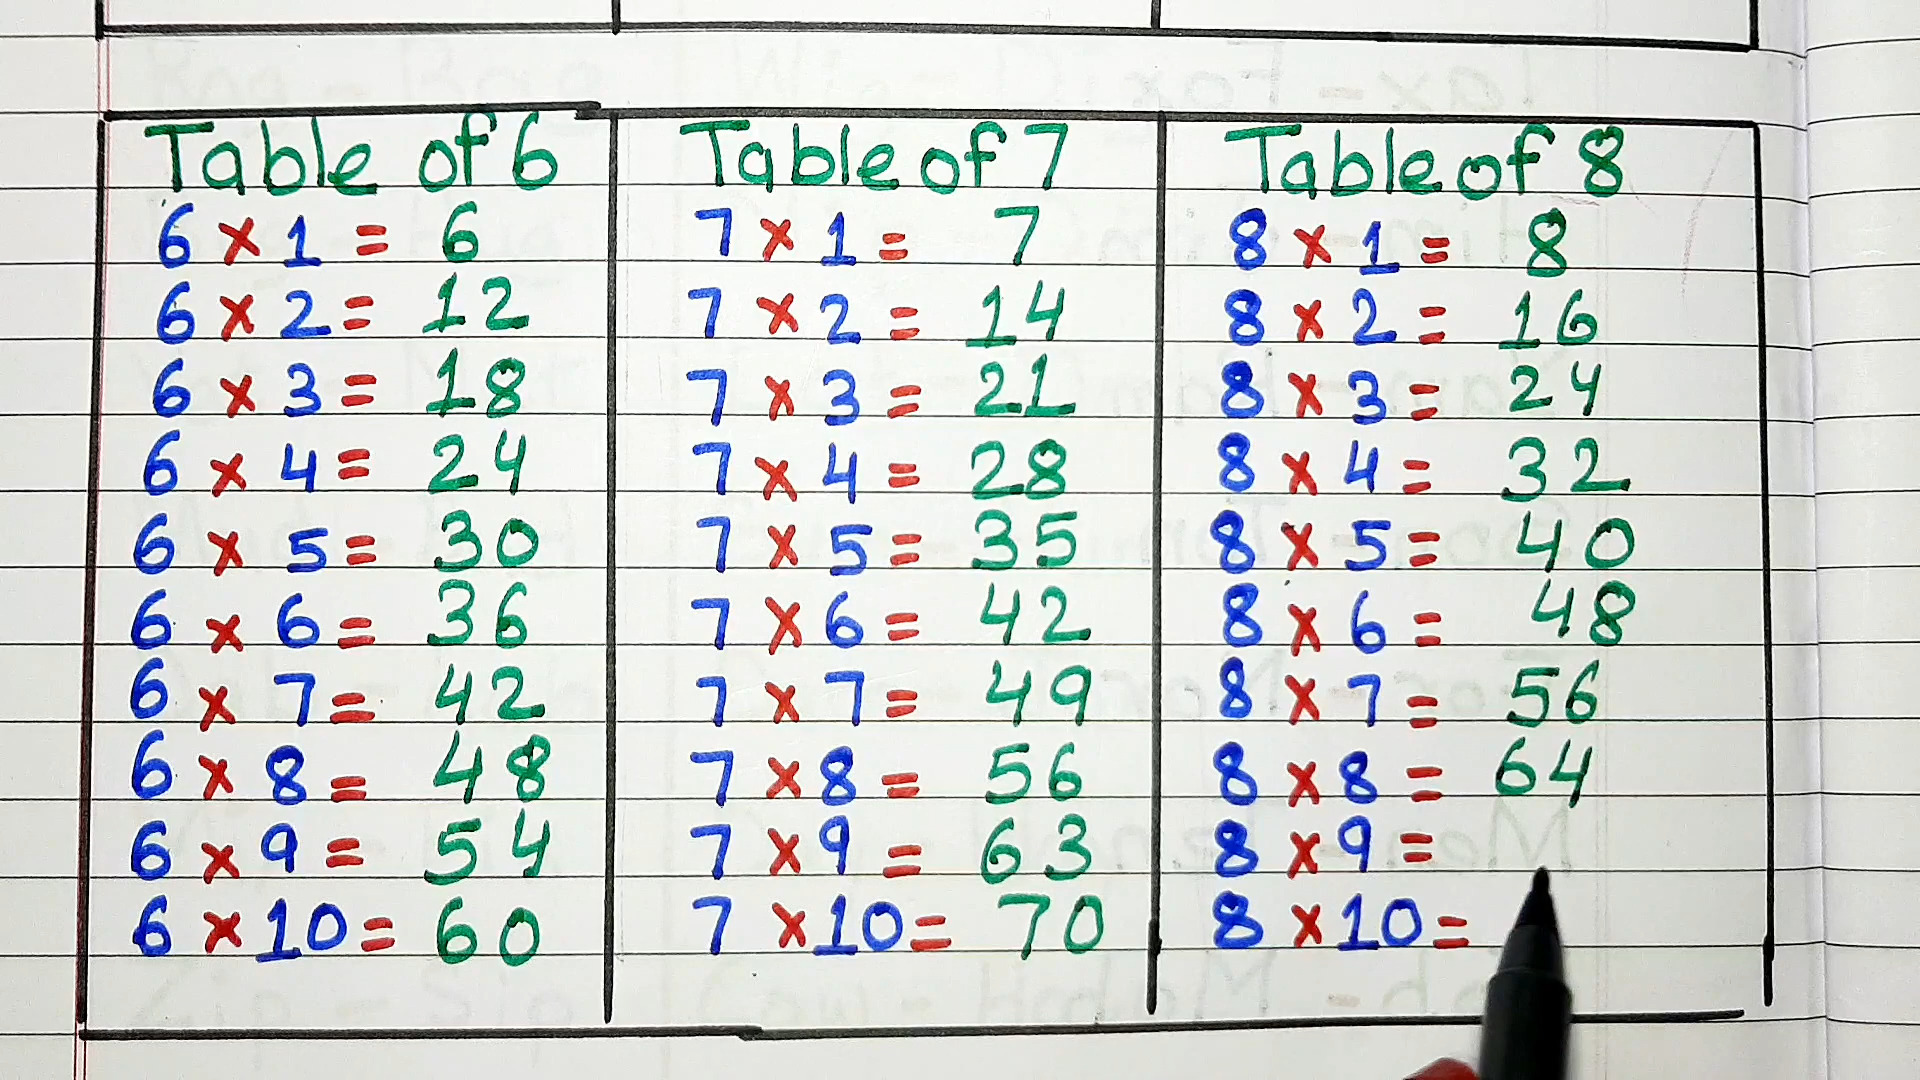 Table of 6
6 × 1 = 6
6 × 2 = 12
6 × 3 = 18
6 × 4 = 24
6 × 5 = 30
6 × 6 = 36
6 × 7 = 42
6 × 8 = 48
6 × 9 = 54
6 × 10 = 60
Table of 7
7 × 1 = 7
7 × 2 = 14
7 × 3 = 21
7 × 4 = 28
7 × 5 = 35
7 × 6 = 42
7 × 7 = 49
7 × 8 = 56
7 × 9 = 63
7 × 10 = 70
Table of 8
8 × 1 = 8
8 × 2 = 16
8 × 3 = 24
8 × 4 = 32
8 × 5 = 40
8 × 6 = 48
8 × 7 = 56
8 × 8 = 64
8 × 9 =
8 × 10 =